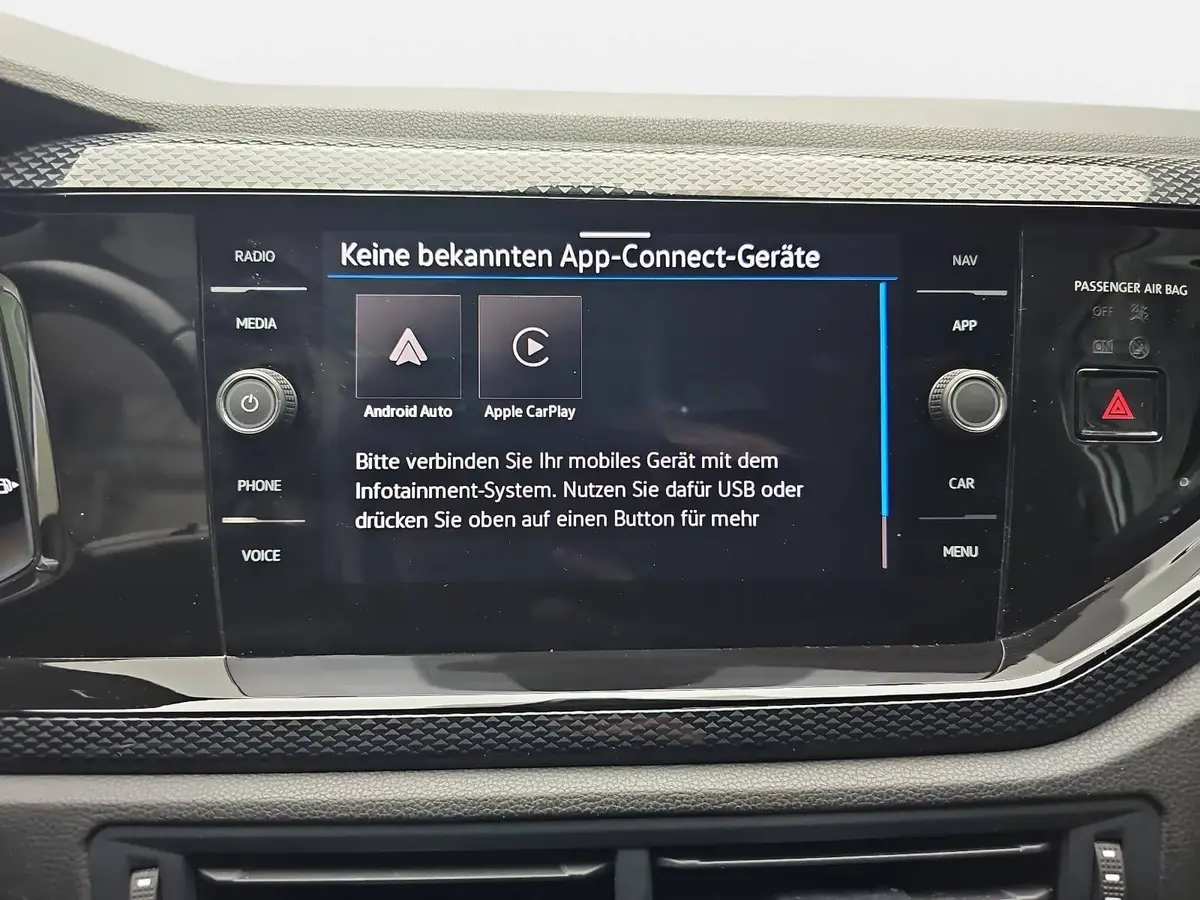 RADIO
MEDIA
PHONE
VOICE
Keine bekannten App-Connect-Geräte
Android Auto
Apple CarPlay
Bitte verbinden Sie Ihr mobiles Gerät mit dem
Infotainment-System. Nutzen Sie dafür USB oder
drücken Sie oben auf einen Button für mehr
NAV
APP
CAR
MENU
PASSENGER AIR BAG
OFF
ON